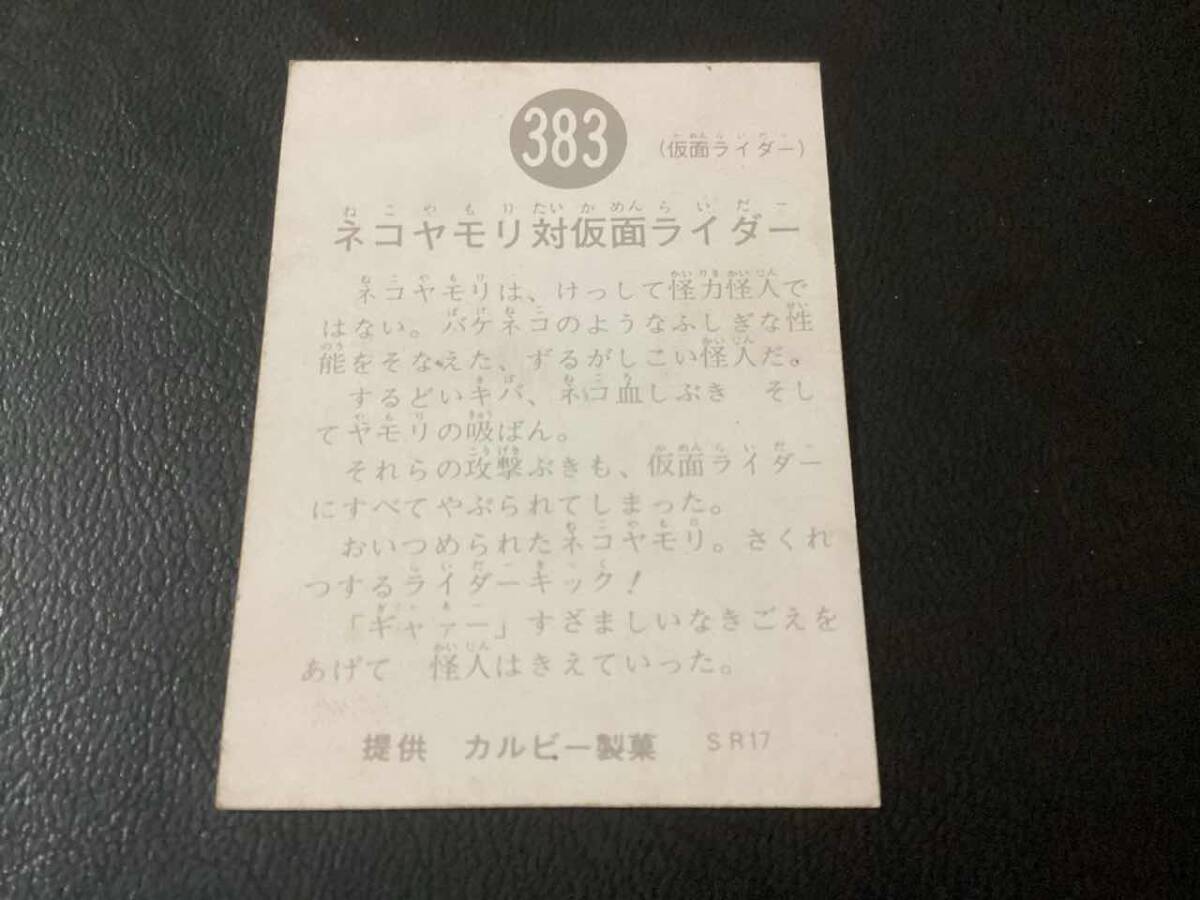 383
(仮面ライダー)
ネコヤモリ対仮面ライダー
ネコヤモリは、けっして怪力怪人で
はない。バケネコのようなふしぎな性
能をそなえた、ずるがしこい怪人だ。
するどいキバ、ネコ血しぶき　そし
てヤモリの吸ばん。
それらの攻撃ぶきも、仮面ライダー
にすべてやぶられてしまった。
おいつめられたネコヤモリ。さくれ
つするライダーキック!
「ギャァー」すざましいなきごえを
あげて　怪人はきえていった。
提供　カルビー製菓　SR17